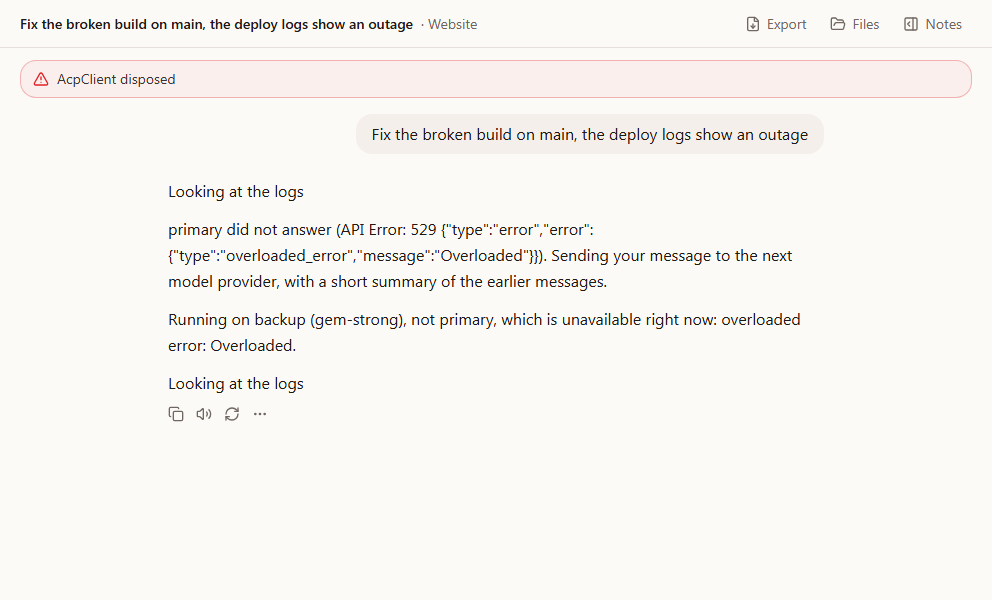 Fix the broken build on main, the deploy logs show an outage · Website
Export
Files
Notes
AcpClient disposed
Fix the broken build on main, the deploy logs show an outage
Looking at the logs
primary did not answer (API Error: 529 {"type":"error","error":
{"type":"overloaded_error","message":"Overloaded"}}). Sending your message to the next
model provider, with a short summary of the earlier messages.
Running on backup (gem-strong), not primary, which is unavailable right now: overloaded
error: Overloaded.
Looking at the logs